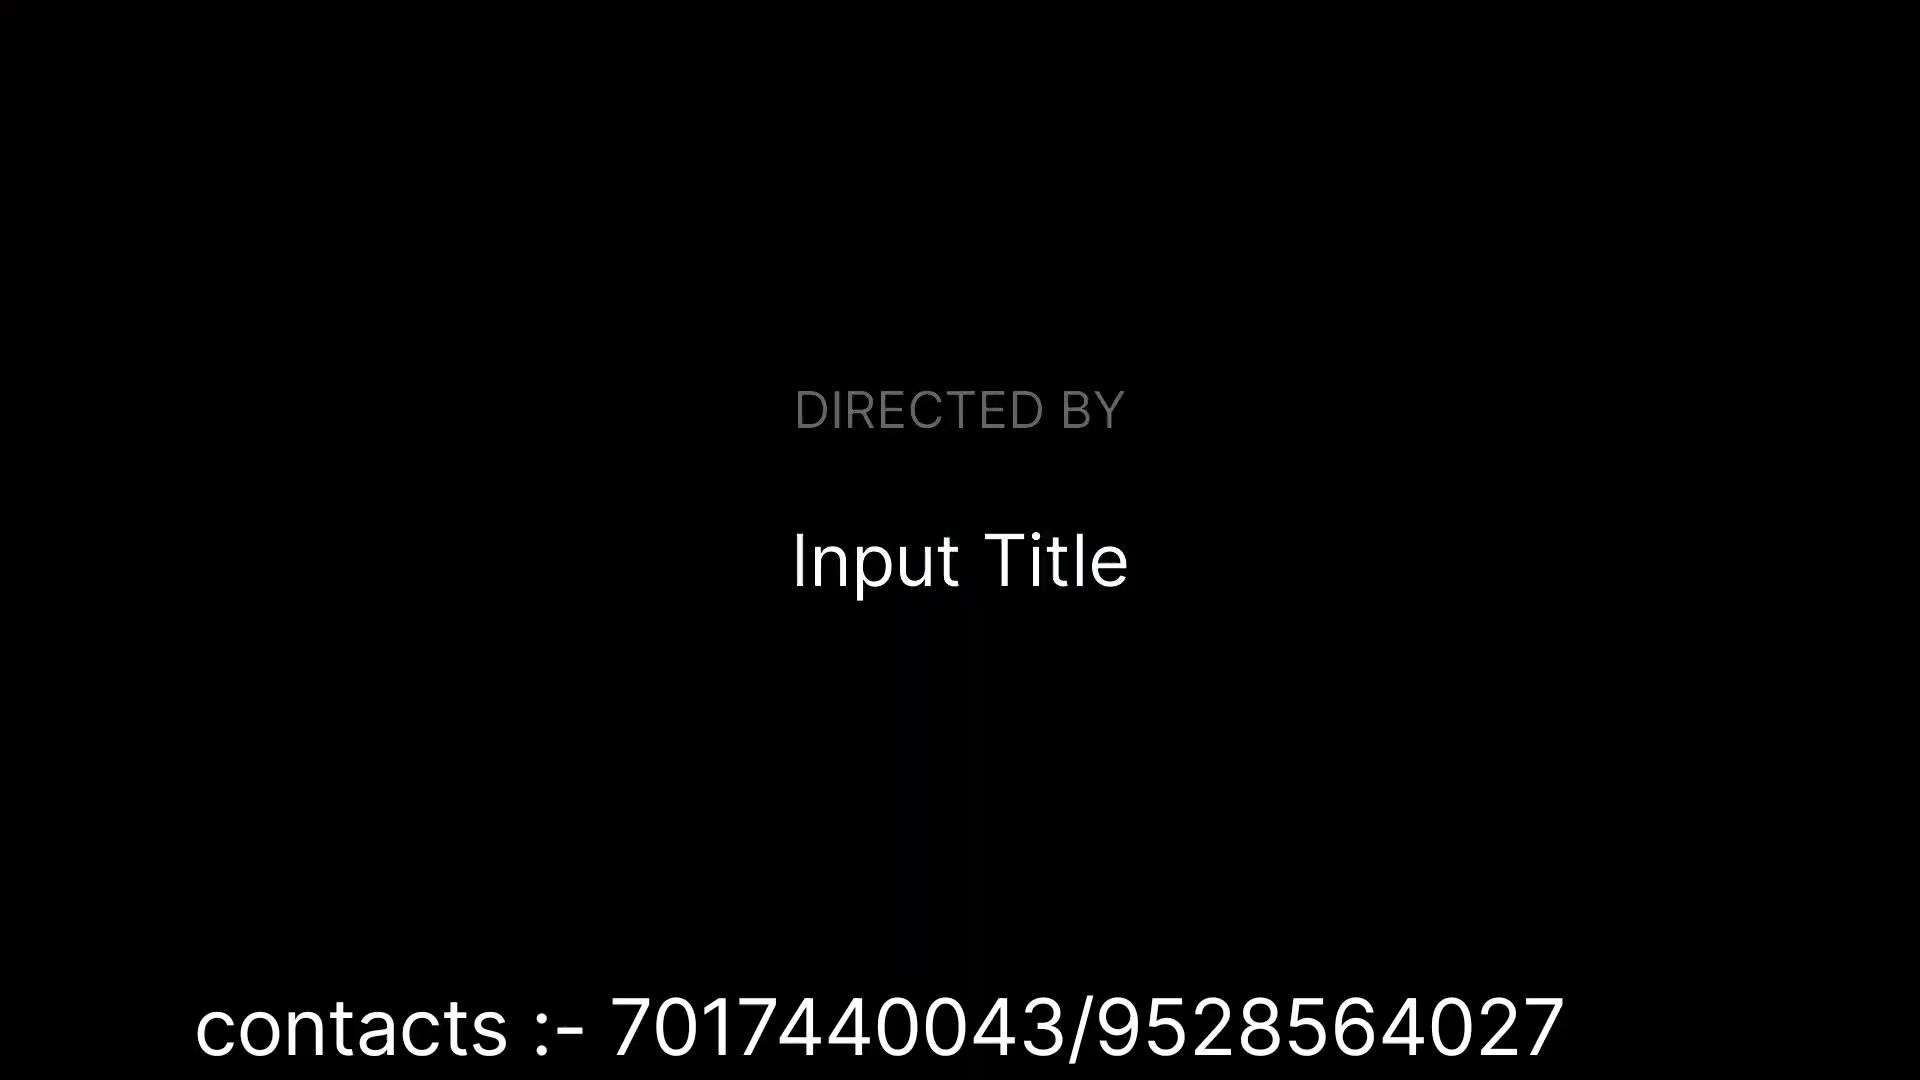 DIRECTED BY
Input Title
contacts :- 7017440043/9528564027